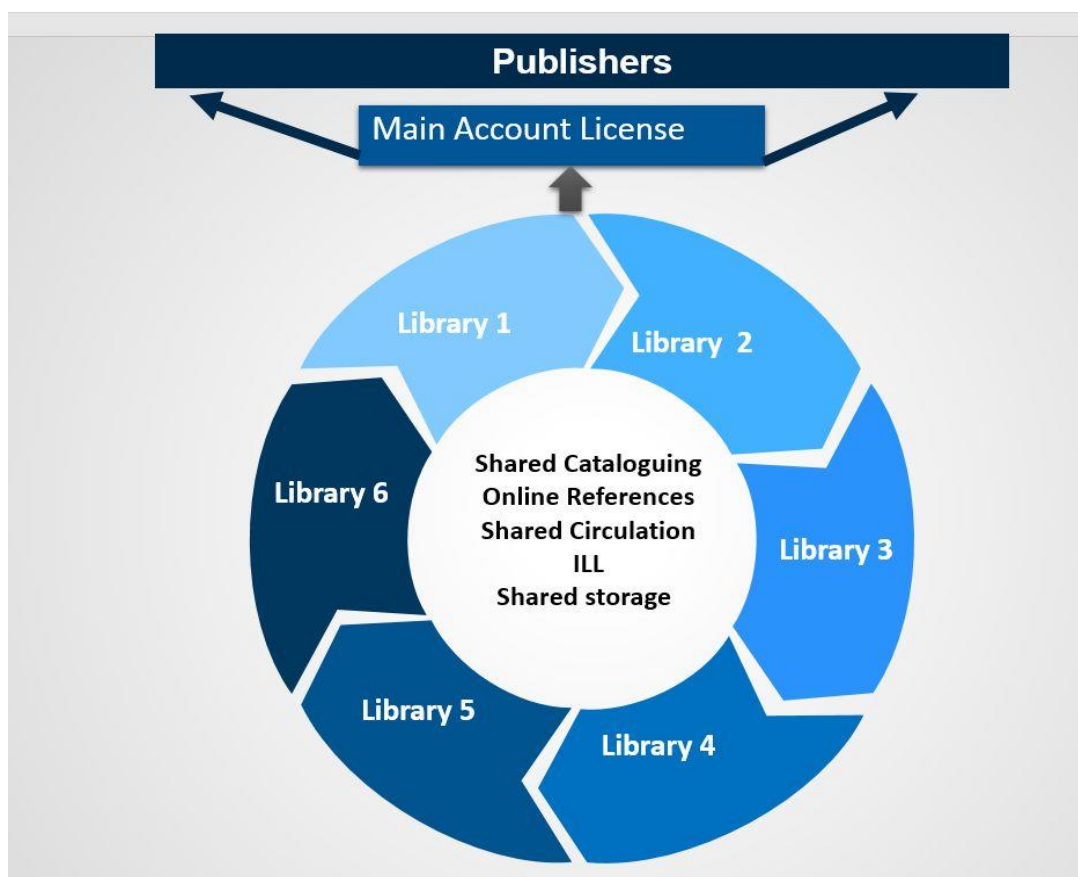 Publishers
Main Account License
Library 1
Library 2
Library 3
Library 4
Library 5
Library 6
Shared Cataloguing
Online References
Shared Circulation
ILL
Shared storage